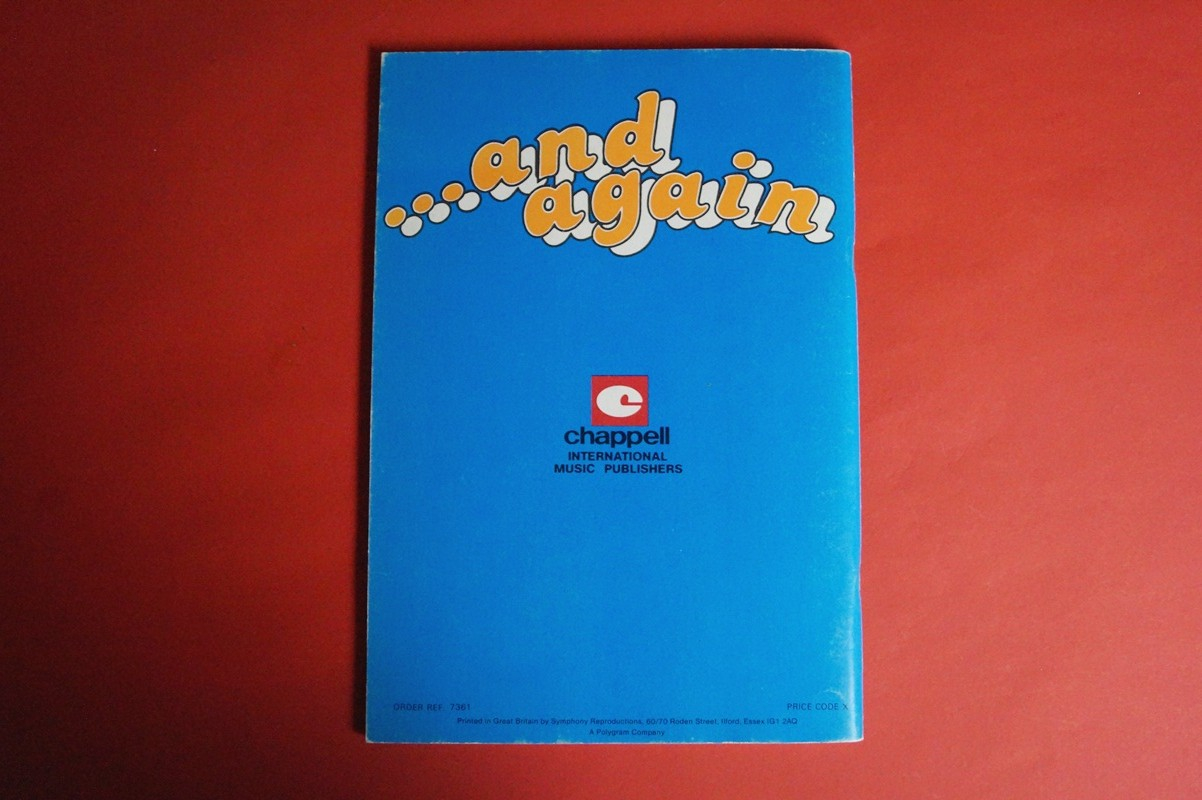 ...and
again
chappell
INTERNATIONAL
MUSIC PUBLISHERS
ORDER REF. 7361 PRICE CODE X
Printed in Great Britain by Symphony Reproductions, 60/70 Roden Street, Ilford, Essex IG1 2AQ
A Polygram Company